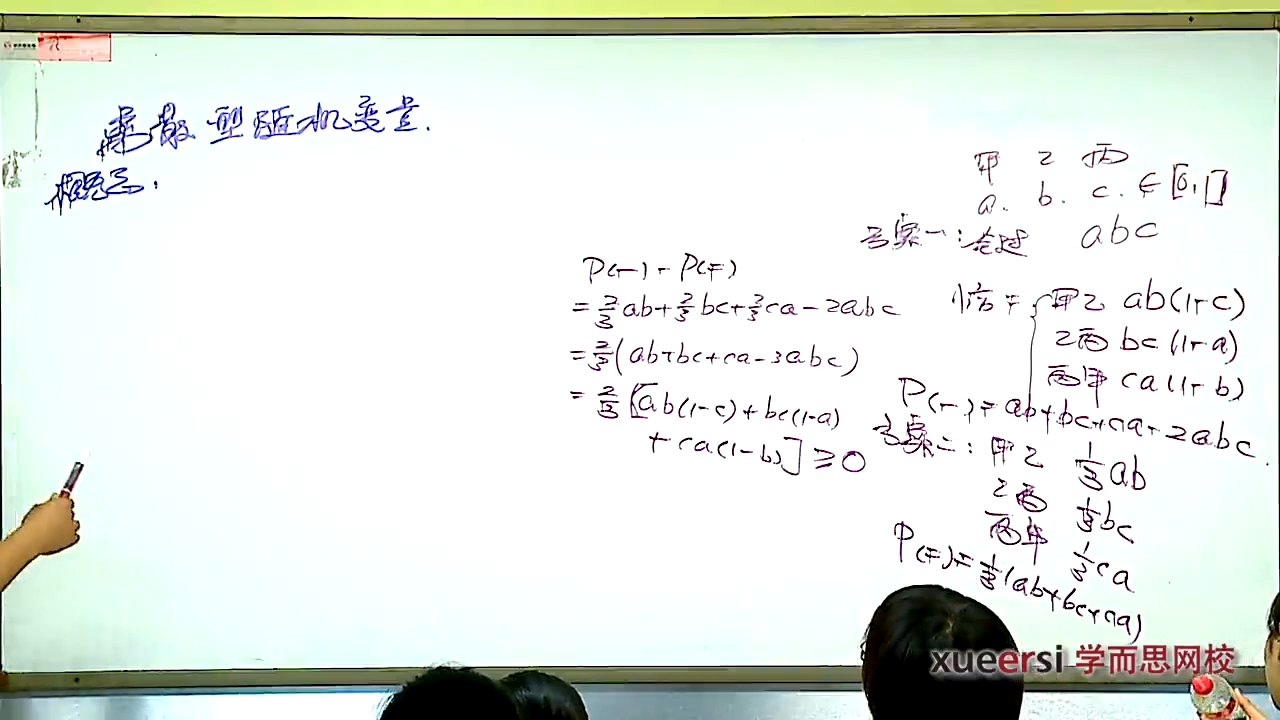 离散型随机变量.
概念.
甲 乙 丙
a. b. c. ∈[0,1]
方案一:全过 abc
恰二 { 甲乙 ab(1-c)
乙丙 bc(1-a)
丙甲 ca(1-b)
P(一)=ab+bc+ca-2abc.
方案二: 甲乙 1/3 ab
乙丙 1/3 bc
丙甲 1/3 ca
P(二)=1/3(ab+bc+ca)
P(一)-P(二)
=2/3 ab+2/3 bc+2/3 ca-2abc
=2/3(ab+bc+ca-3abc)
=2/3[ab(1-c)+bc(1-a)
+ca(1-b)]≥0
xueersi 学而思网校